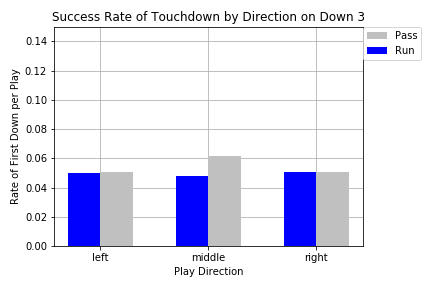 Success Rate of Touchdown by Direction on Down 3
Pass
Run
Rate of First Down per Play
0.14
0.12
0.10
0.08
0.06
0.04
0.02
0.00
left
middle
right
Play Direction